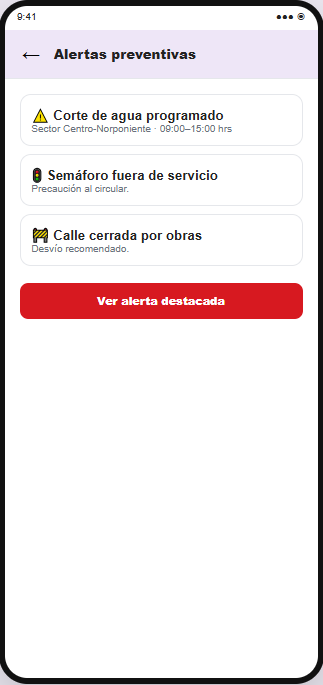 9:41
← Alertas preventivas
⚠️ Corte de agua programado
Sector Centro-Norponiente · 09:00–15:00 hrs
🚦 Semáforo fuera de servicio
Precaución al circular.
🚧 Calle cerrada por obras
Desvío recomendado.
Ver alerta destacada